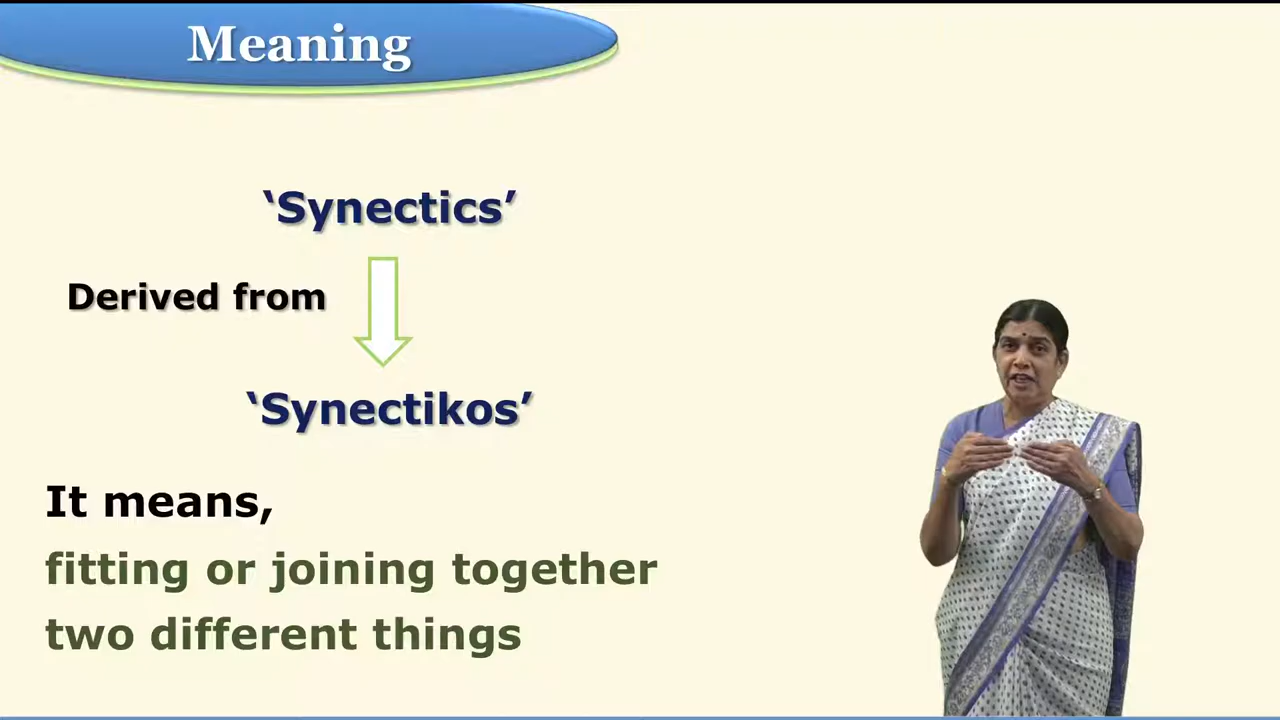 Meaning
‘Synectics’
Derived from
‘Synectikos’
It means,
fitting or joining together
two different things